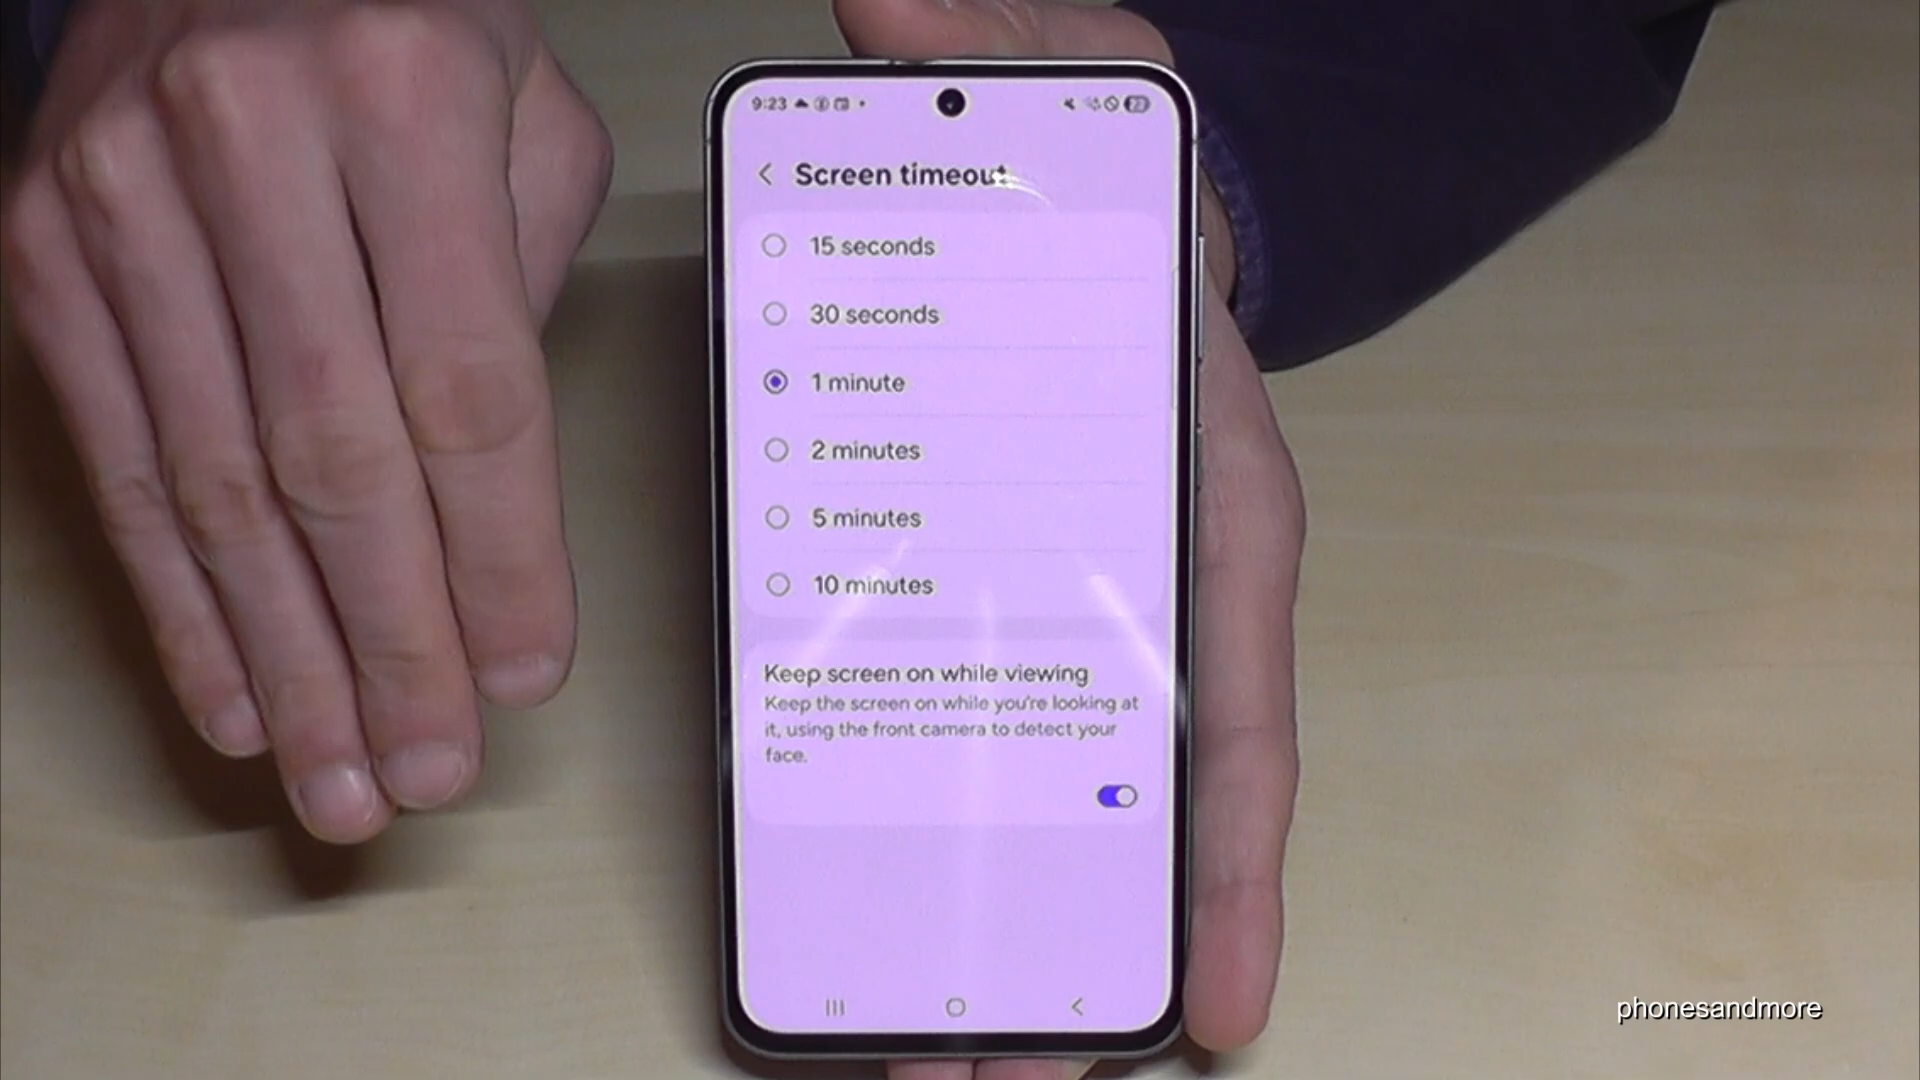 9:23
Screen timeout
15 seconds
30 seconds
1 minute
2 minutes
5 minutes
10 minutes
Keep screen on while viewing
Keep the screen on while you're looking at
it, using the front camera to detect your
face.
phonesandmore